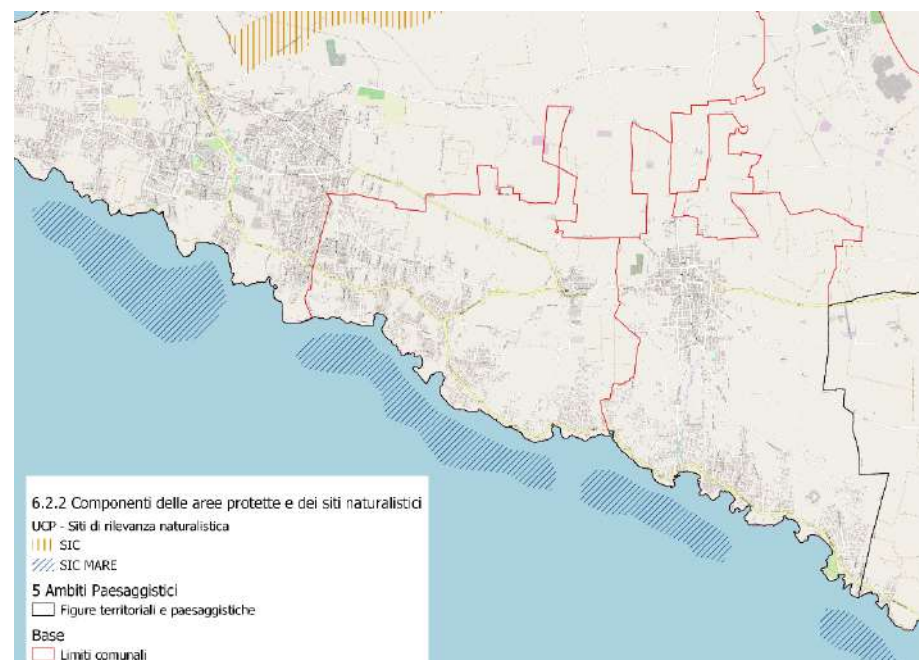 6.2.2 Componenti delle aree protette e dei siti naturalistici
UCP - Siti di rilevanza naturalistica
SIC
SIC MARE
5 Ambiti Paesaggistici
Figure territoriali e paesaggistiche
Base
Limiti comunali